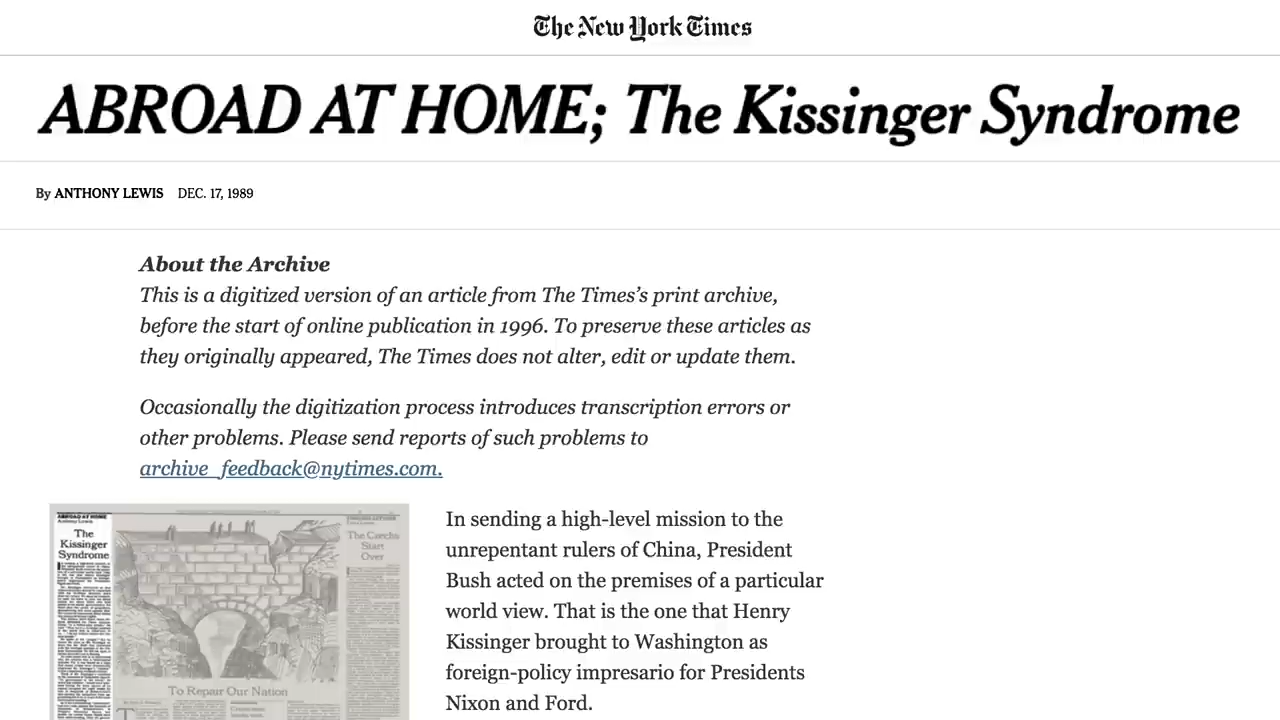 The New York Times
ABROAD AT HOME; The Kissinger Syndrome
By ANTHONY LEWIS DEC. 17, 1989
About the Archive
This is a digitized version of an article from The Times’s print archive,
before the start of online publication in 1996. To preserve these articles as
they originally appeared, The Times does not alter, edit or update them.
Occasionally the digitization process introduces transcription errors or
other problems. Please send reports of such problems to
archive_feedback@nytimes.com.
ABROAD AT HOME
Anthony Lewis
The
Kissinger
Syndrome
The Czechs
Start
Over
To Repair Our Nation
In sending a high-level mission to the
unrepentant rulers of China, President
Bush acted on the premises of a particular
world view. That is the one that Henry
Kissinger brought to Washington as
foreign-policy impresario for Presidents
Nixon and Ford.